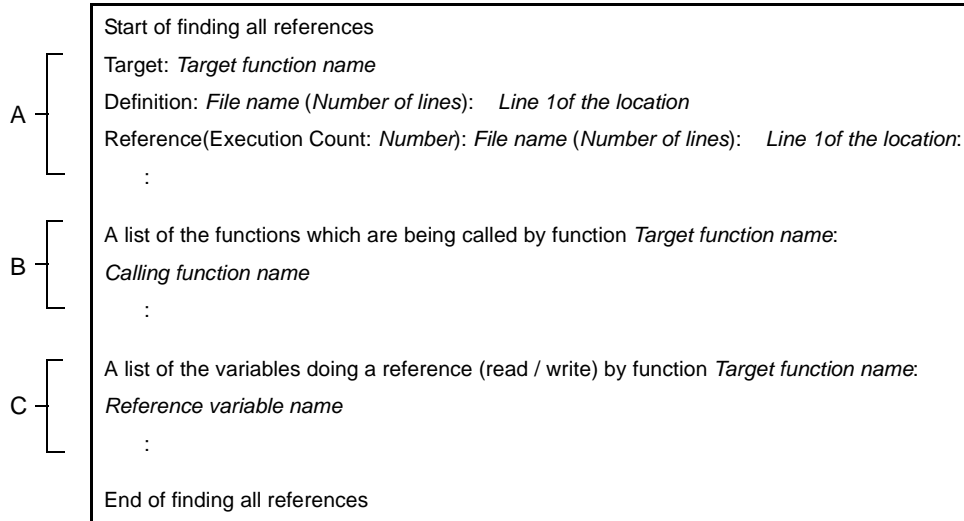 Start of finding all references
A
Target: Target function name
Definition: File name (Number of lines): Line 1of the location
Reference(Execution Count: Number): File name (Number of lines): Line 1of the location:
:
B
A list of the functions which are being called by function Target function name:
Calling function name
:
C
A list of the variables doing a reference (read / write) by function Target function name:
Reference variable name
:
End of finding all references